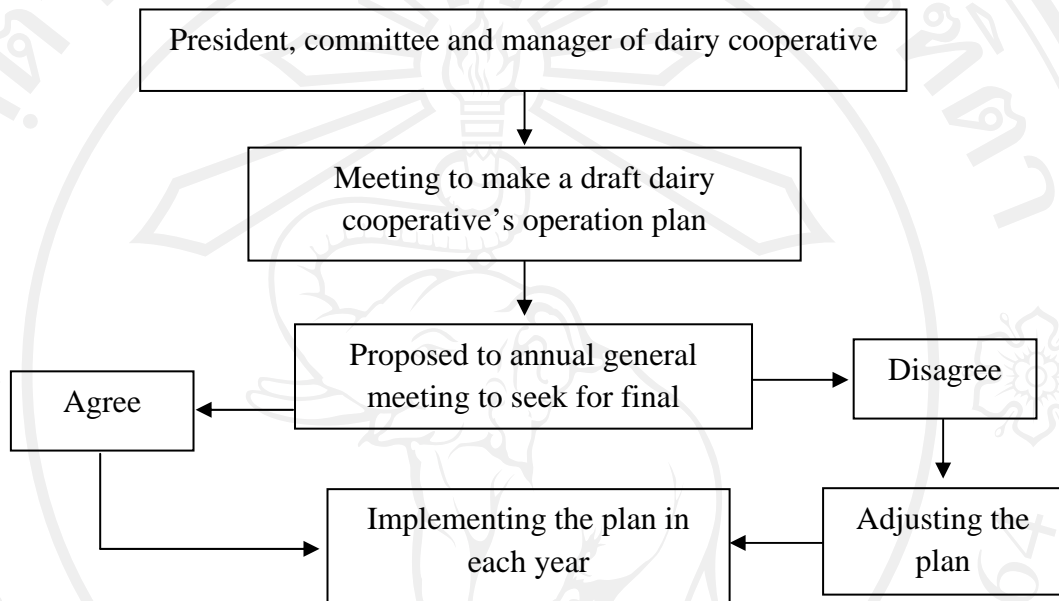 President, committee and manager of dairy cooperative
Meeting to make a draft dairy
cooperative’s operation plan
Proposed to annual general
meeting to seek for final
Disagree
Agree
Implementing the plan in
each year
Adjusting the
plan